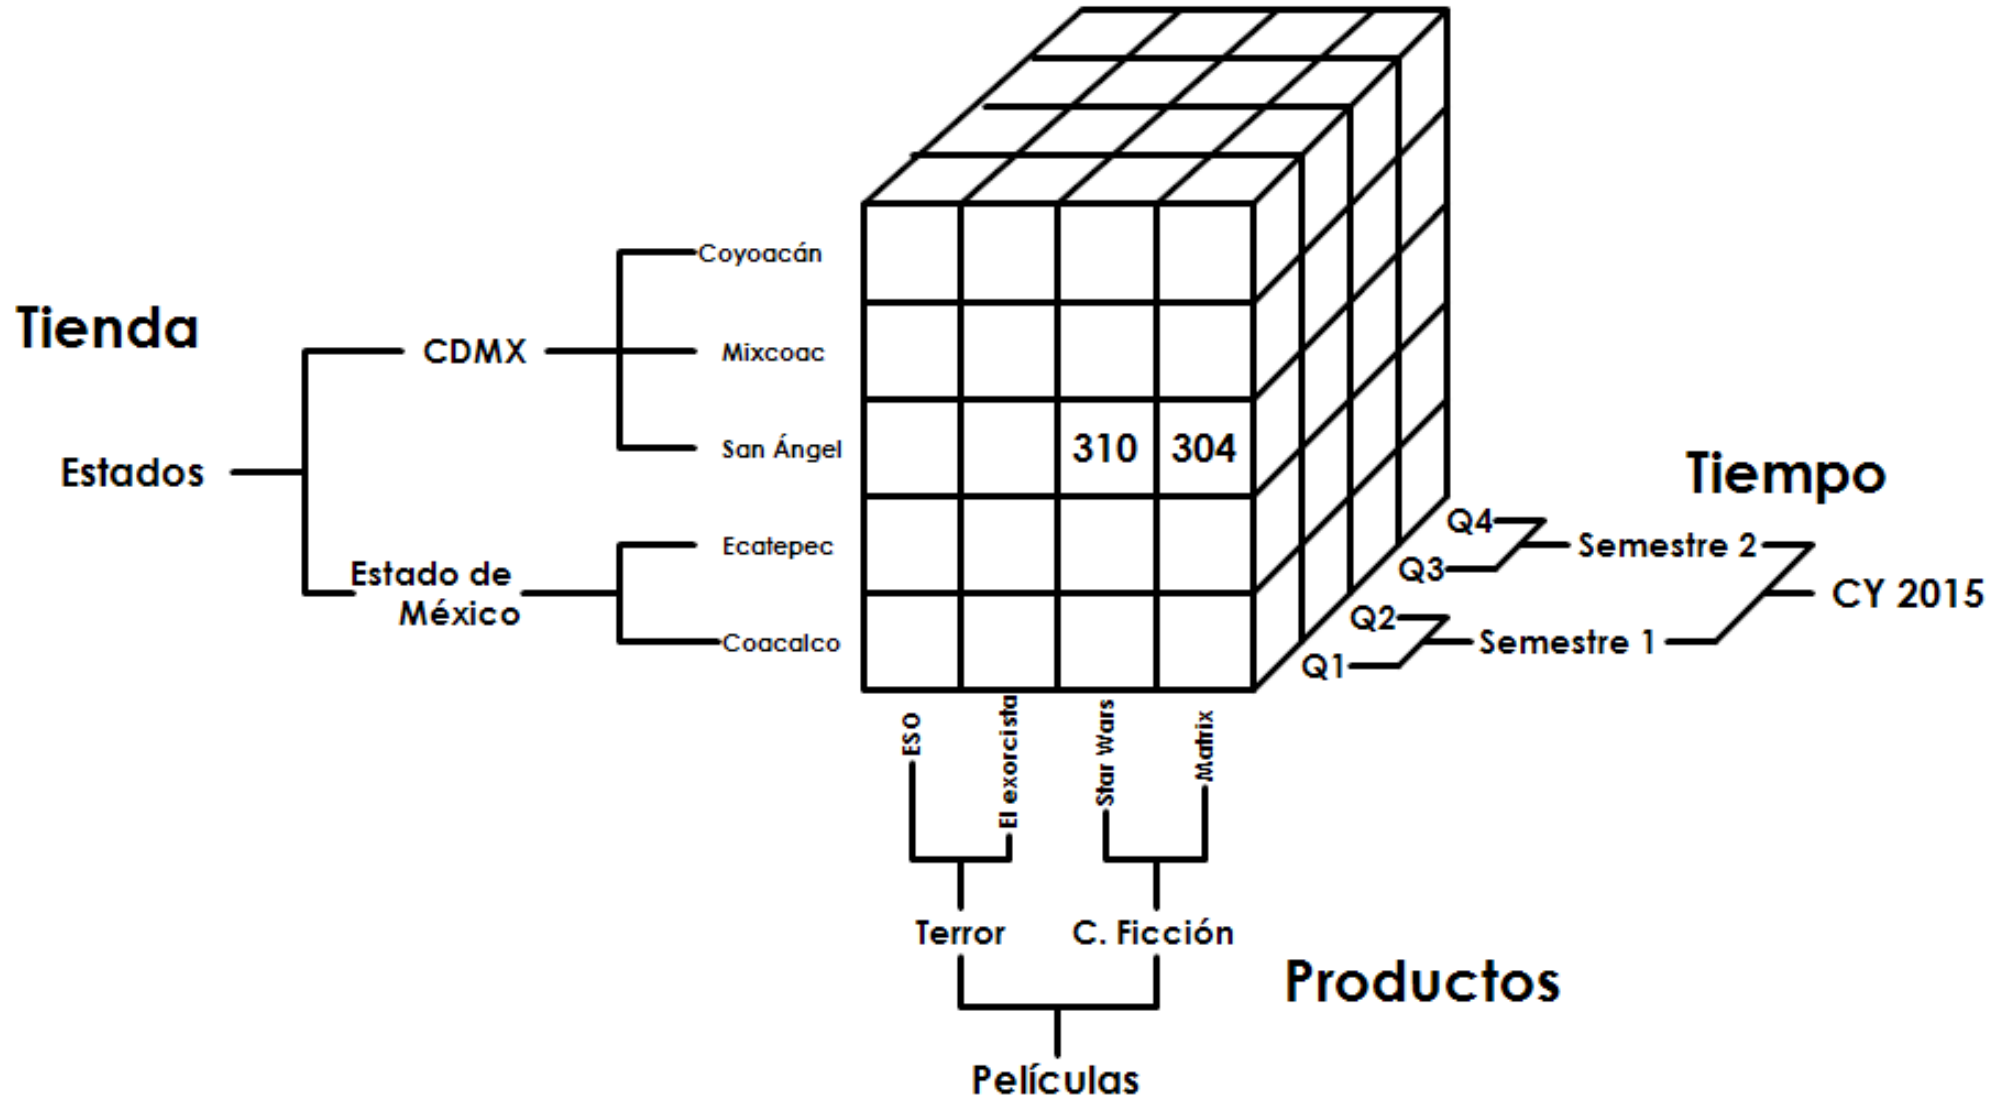 Coyoacán
Tienda
CDMX
Mixcoac
San Ángel
310
304
Estados
Tiempo
Q4
Ecatepec
Semestre 2
Q3
Estado de
México
CY 2015
Q2
Coacalco
Semestre 1
Q1
ESO
El exorcista
Star Wars
Matrix
Terror
C. Ficción
Productos
Películas